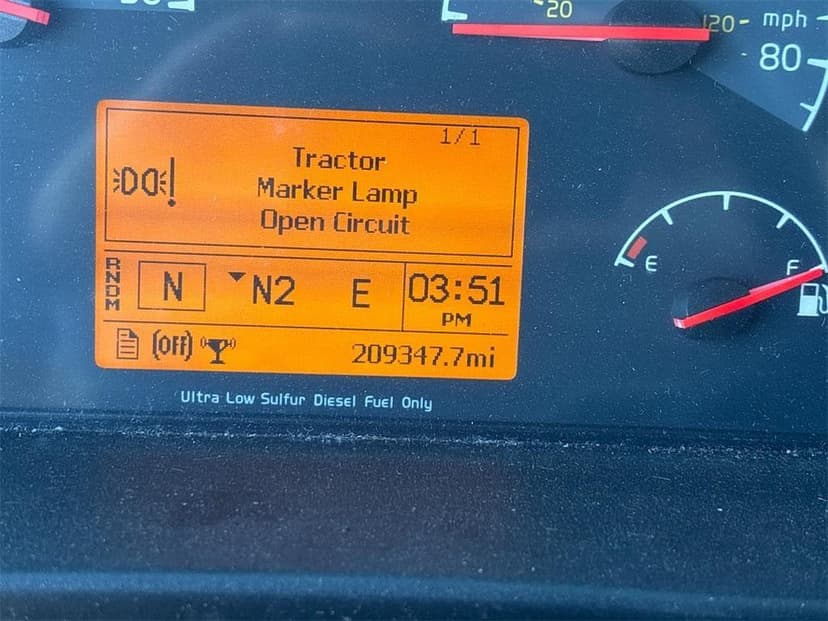 20
120
mph
80
1/1
Tractor
Marker Lamp
Open Circuit
E
F
R
N
D
M
N
N2
E
03:51
PM
(Off)
209347.7mi
Ultra Low Sulfur Diesel Fuel Only